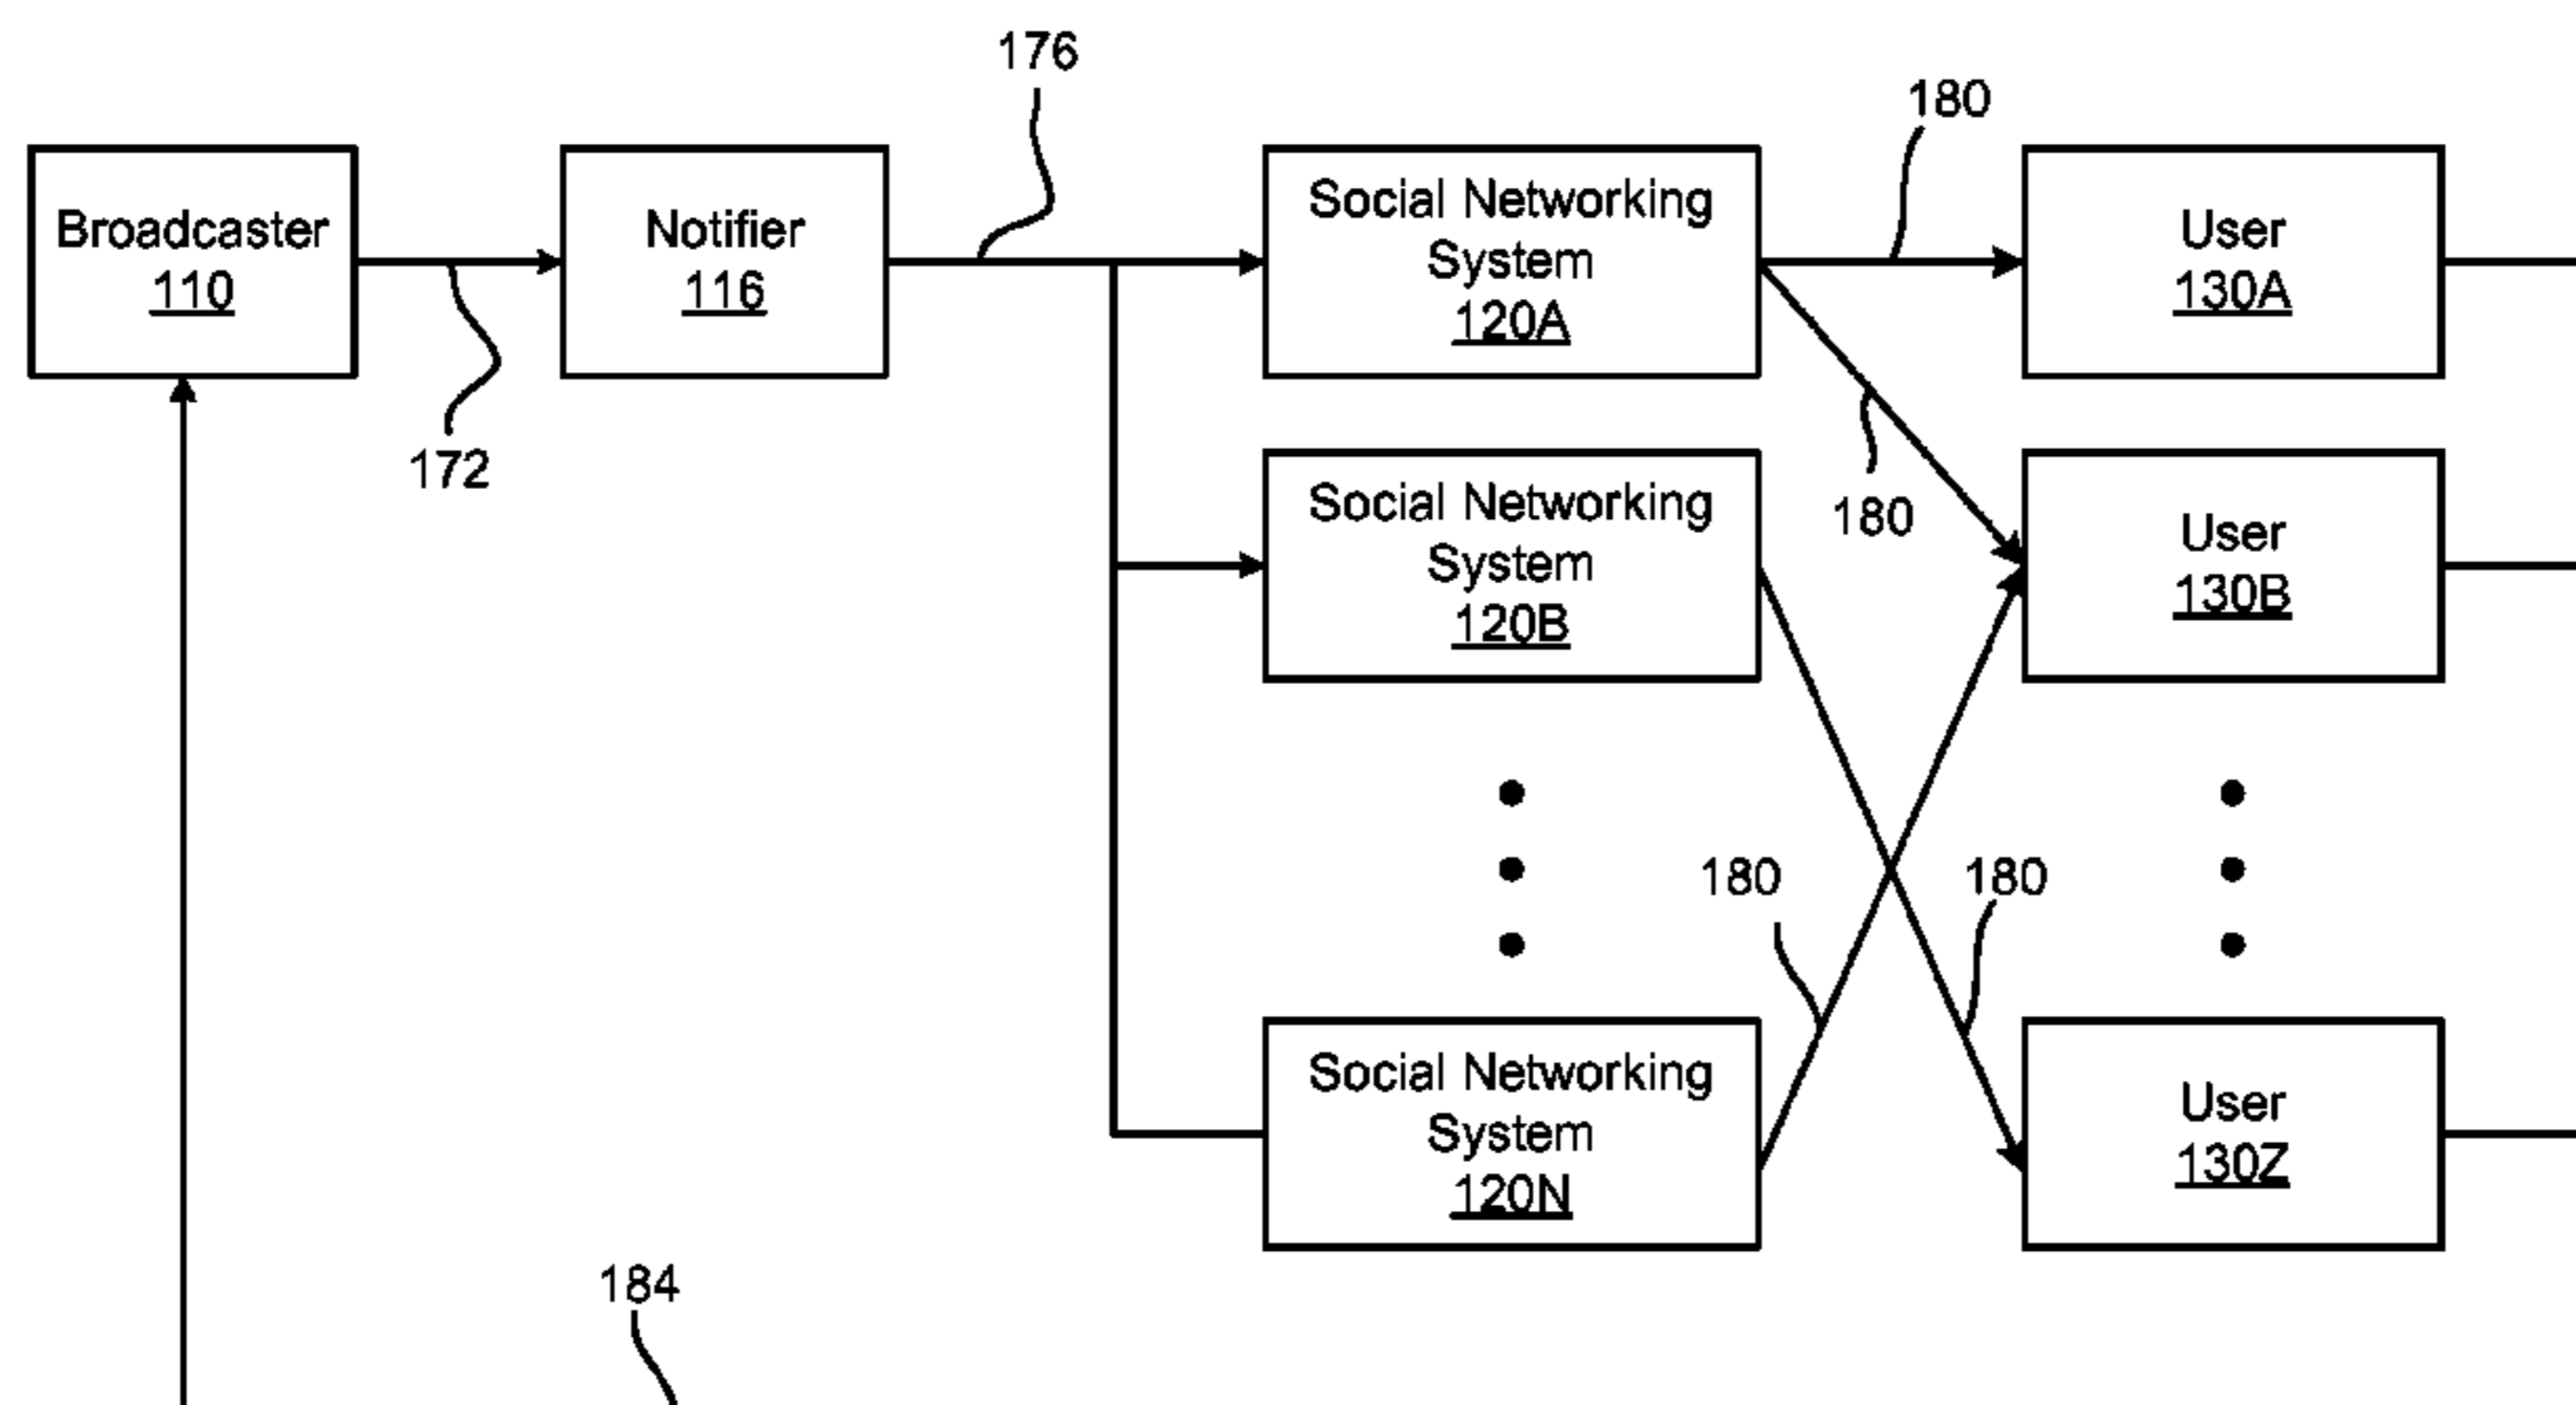 176
180
Broadcaster
110
Notifier
116
Social Networking
System
120A
User
130A
172
180
Social Networking
System
120B
User
130B
180
180
Social Networking
System
120N
User
130Z
184